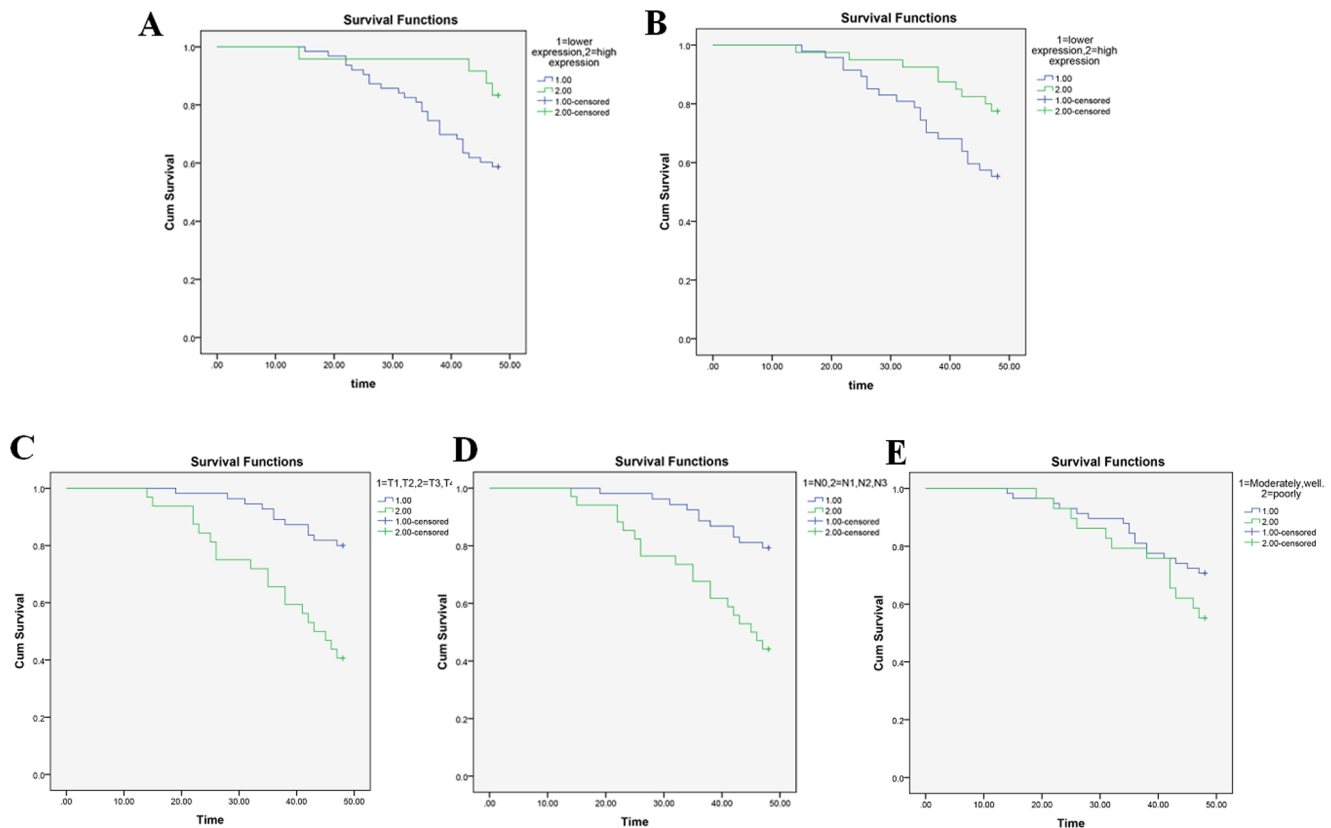 A
Survival Functions
1=lower
expression,2=high
expression
1.00
2.00
1.00-censored
2.00-censored
1.0
0.8
0.6
0.4
0.2
0.0
Cum Survival
.00 10.00 20.00 30.00 40.00 50.00
time
B
Survival Functions
1=lower
expression,2=high
expression
1.00
2.00
1.00-censored
2.00-censored
1.0
0.8
0.6
0.4
0.2
0.0
Cum Survival
.00 10.00 20.00 30.00 40.00 50.00
time
C
Survival Functions
1=T1,T2,2=T3,T4
1.00
2.00
1.00-censored
2.00-censored
1.0
0.8
0.6
0.4
0.2
0.0
Cum Survival
.00 10.00 20.00 30.00 40.00 50.00
Time
D
Survival Functions
1=N0,2=N1,N2,N3
1.00
2.00
1.00-censored
2.00-censored
1.0
0.8
0.6
0.4
0.2
0.0
Cum Survival
.00 10.00 20.00 30.00 40.00 50.00
Time
E
Survival Functions
1=Moderately,well.
2=poorly
1.00
2.00
1.00-censored
2.00-censored
1.0
0.8
0.6
0.4
0.2
0.0
Cum Survival
.00 10.00 20.00 30.00 40.00 50.00
Time